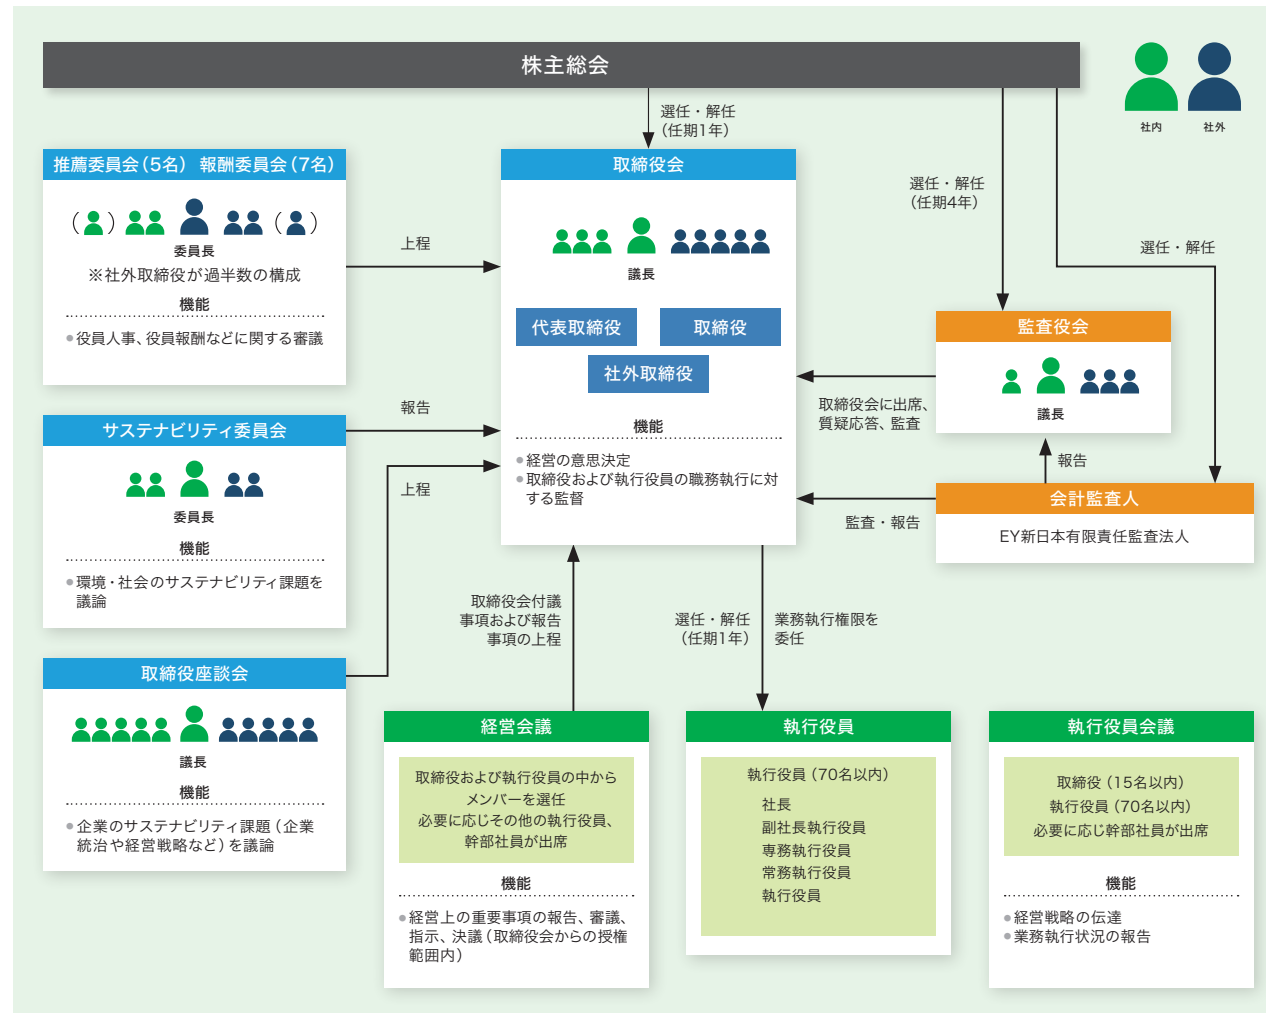 株主総会
社内
社外
選任・解任
(任期1年)
選任・解任
(任期4年)
選任・解任
推薦委員会(5名) 報酬委員会(7名)
( ) ( )
委員長
※社外取締役が過半数の構成
機能
●役員人事、役員報酬などに関する審議
上程
取締役会
議長
代表取締役
取締役
社外取締役
機能
●経営の意思決定
●取締役および執行役員の職務執行に対
する監督
監査役会
議長
取締役会に出席、
質疑応答、監査
報告
会計監査人
EY新日本有限責任監査法人
監査・報告
サステナビリティ委員会
委員長
機能
●環境・社会のサステナビリティ課題を
議論
報告
上程
取締役座談会
議長
機能
●企業のサステナビリティ課題(企業
統治や経営戦略など)を議論
取締役会付議
事項および報告
事項の上程
選任・解任
(任期1年)
業務執行権限を
委任
経営会議
取締役および執行役員の中から
メンバーを選任
必要に応じその他の執行役員、
幹部社員が出席
機能
●経営上の重要事項の報告、審議、
指示、決議(取締役会からの授権
範囲内)
執行役員
執行役員(70名以内)
社長
副社長執行役員
専務執行役員
常務執行役員
執行役員
執行役員会議
取締役(15名以内)
執行役員(70名以内)
必要に応じ幹部社員が出席
機能
●経営戦略の伝達
●業務執行状況の報告